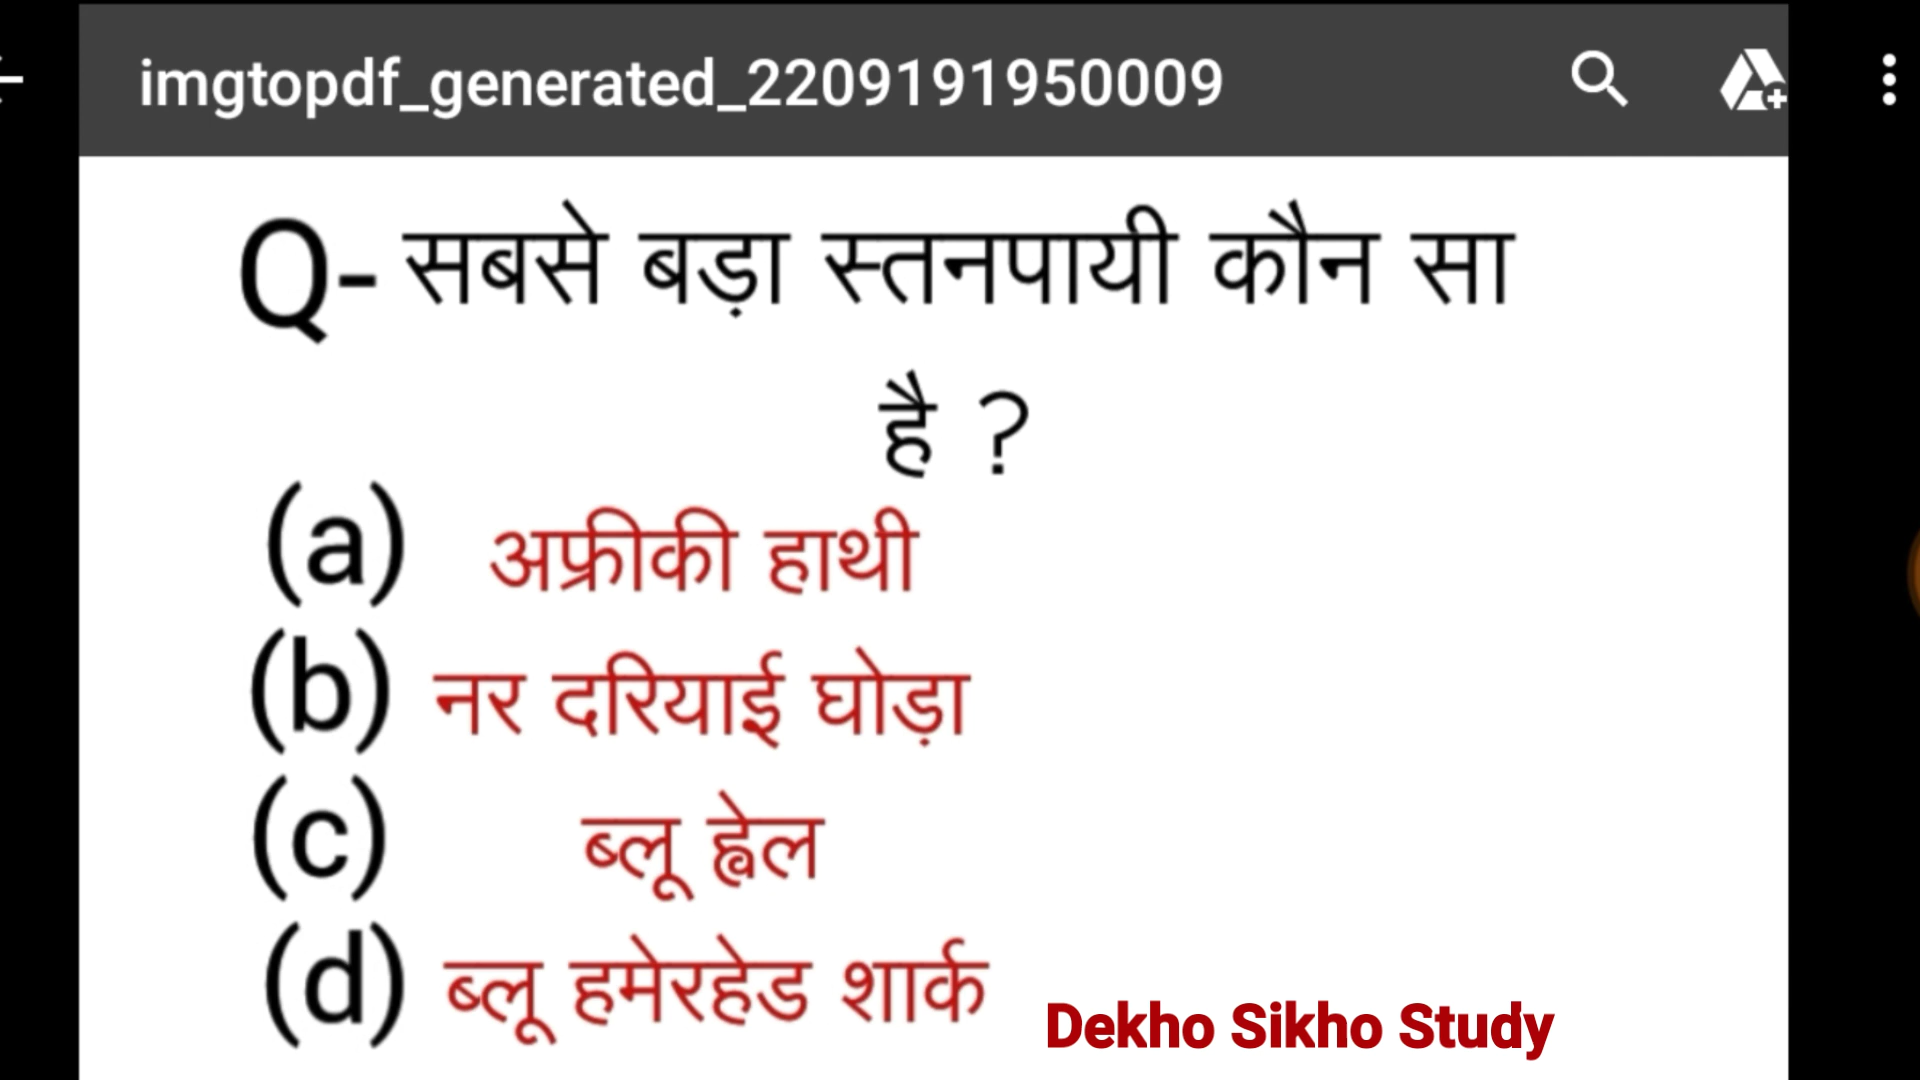 imgtopdf_generated_2209191950009
Q- सबसे बड़ा स्तनपायी कौन सा
है ?
(a) अफ्रीकी हाथी
(b) नर दरियाई घोड़ा
(c) ब्लू ह्वेल
(d) ब्लू हमेरहेड शार्क
Dekho Sikho Study